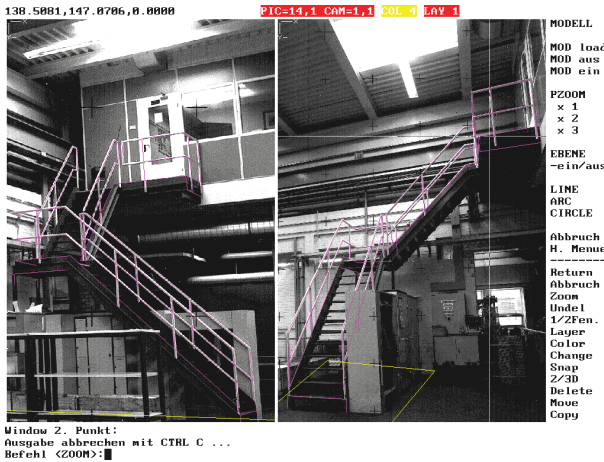 138.5081,147.0706,0.0000 PIC=14,1 CAM=1,1 COL 4 LAY 1
MODELL
MOD load
MOD aus
MOD ein
PZOOM
x 1
x 2
x 3
EBENE
-ein/aus
LINE
ARC
CIRCLE
Abbruch
H. Menue
--------
Return
Abbruch
Zoom
Undel
1/2Fen.
Layer
Color
Change
Snap
2/3D
Delete
Move
Copy
Window 2. Punkt:
Ausgabe abbrechen mit CTRL C ...
Befehl <ZOOM>: